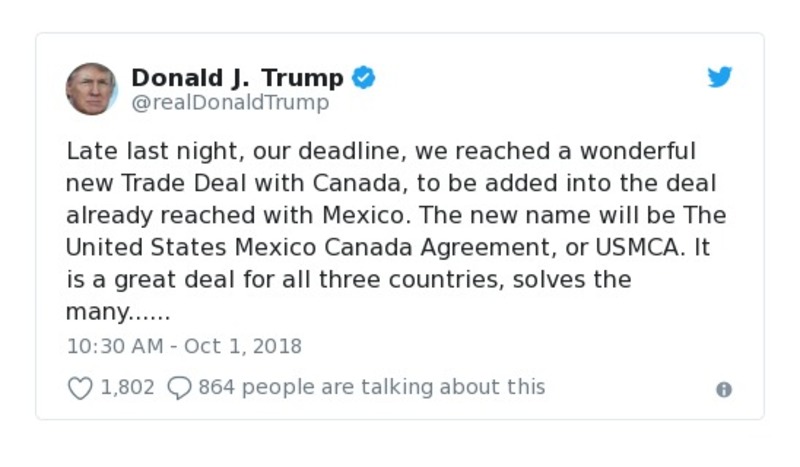 Donald J. Trump
@realDonaldTrump
Late last night, our deadline, we reached a wonderful
new Trade Deal with Canada, to be added into the deal
already reached with Mexico. The new name will be The
United States Mexico Canada Agreement, or USMCA. It
is a great deal for all three countries, solves the
many......
10:30 AM - Oct 1, 2018
1,802 864 people are talking about this